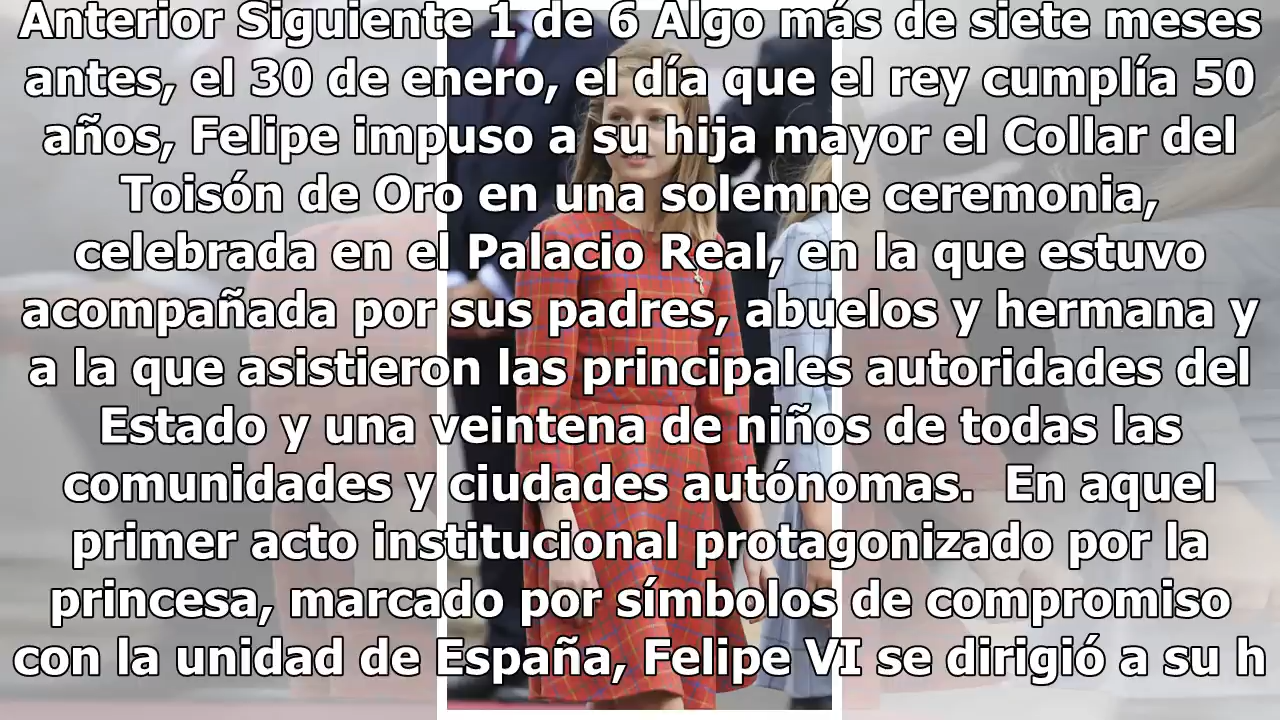 Anterior Siguiente 1 de 6 Algo más de siete meses
antes, el 30 de enero, el día que el rey cumplía 50
años, Felipe impuso a su hija mayor el Collar del
Toisón de Oro en una solemne ceremonia,
celebrada en el Palacio Real, en la que estuvo
acompañada por sus padres, abuelos y hermana y
a la que asistieron las principales autoridades del
Estado y una veintena de niños de todas las
comunidades y ciudades autónomas.  En aquel
primer acto institucional protagonizado por la
princesa, marcado por símbolos de compromiso
con la unidad de España, Felipe VI se dirigió a su h